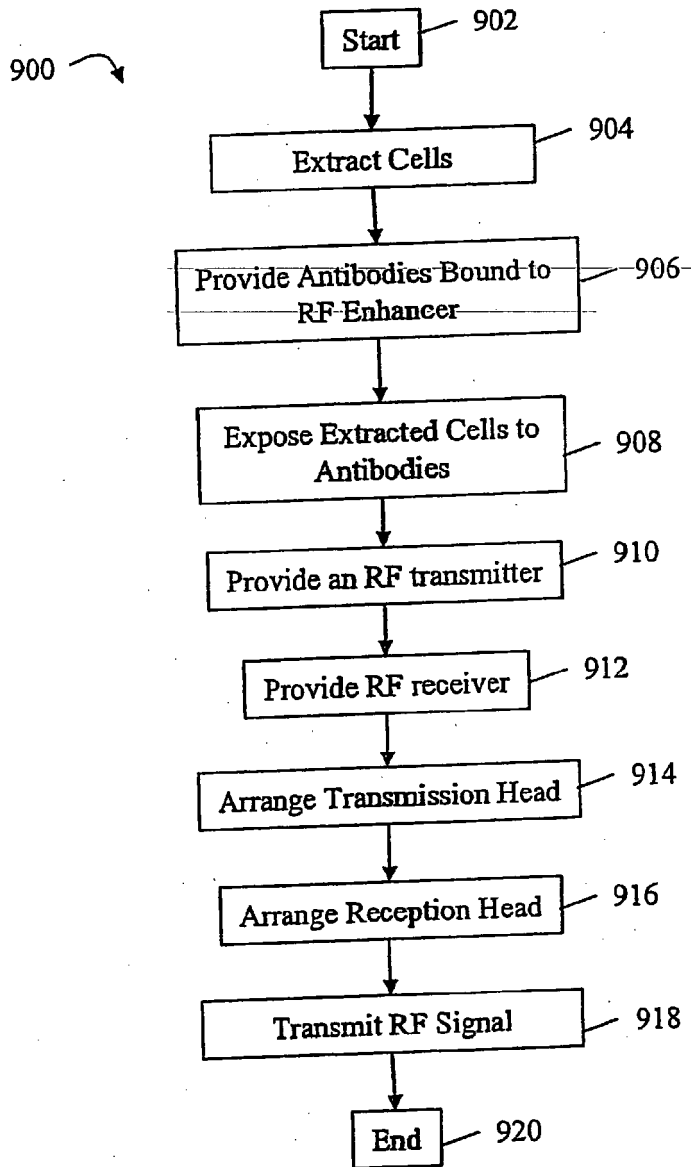 900
Start
902
Extract Cells
904
Provide Antibodies Bound to
RF Enhancer
906
Expose Extracted Cells to
Antibodies
908
Provide an RF transmitter
910
Provide RF receiver
912
Arrange Transmission Head
914
Arrange Reception Head
916
Transmit RF Signal
918
End
920